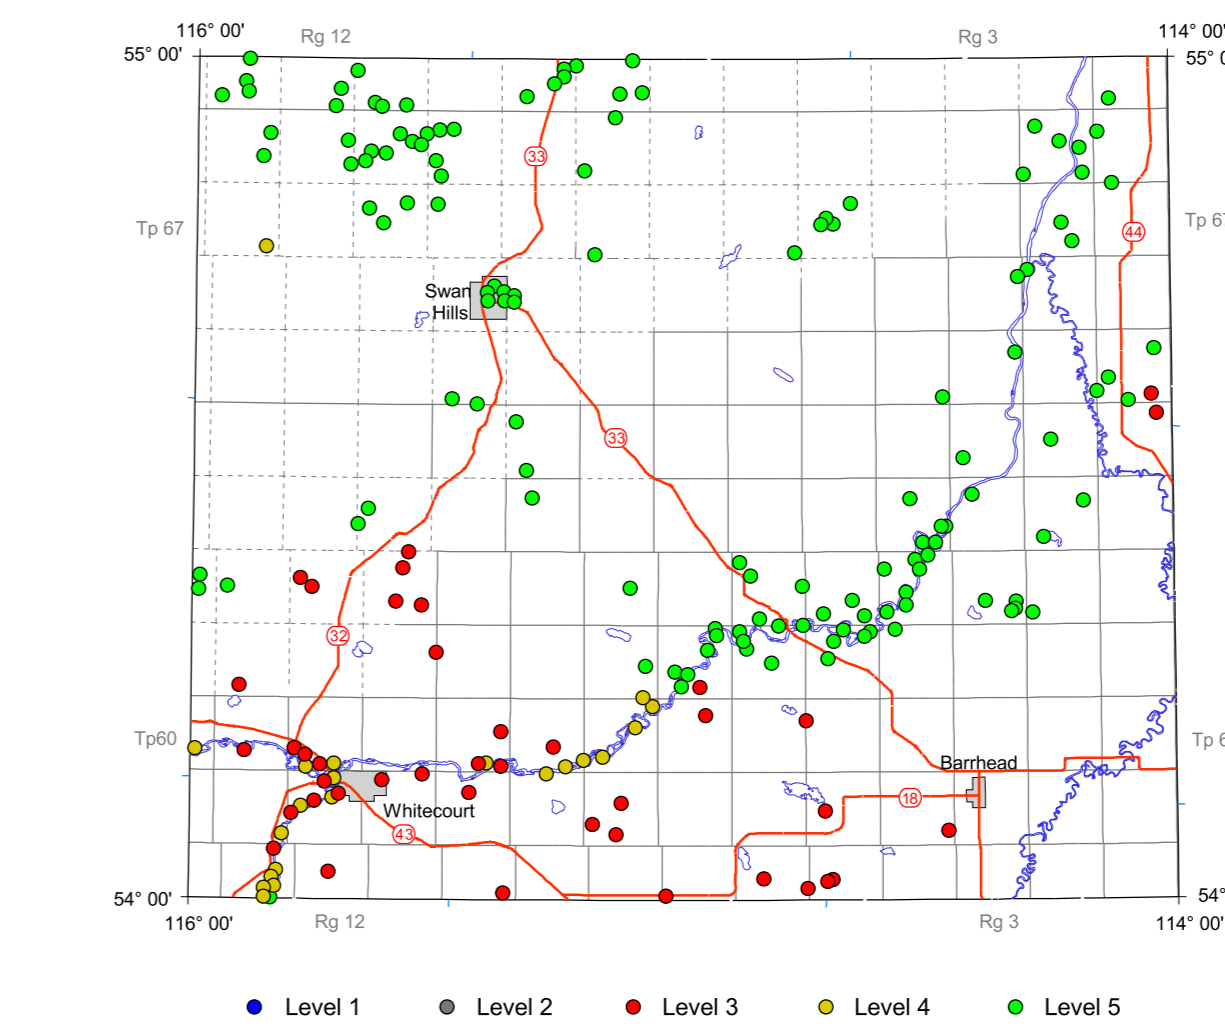 116° 00'
Rg 12
Rg 3
114° 00'
55° 00'
55° 0
33
Tp 67
Tp 67
44
Swan
Hills
33
32
Tp60
Tp 6
Barrhead
18
Whitecourt
43
54° 00'
54°
116° 00'
Rg 12
Rg 3
114° 00'
Level 1
Level 2
Level 3
Level 4
Level 5